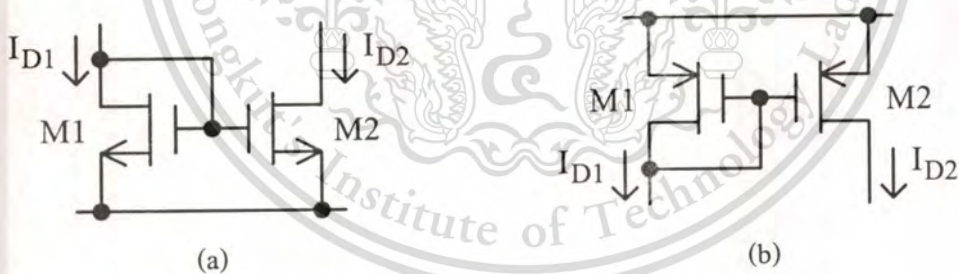 I_D1 I_D2 M1 M2
(a)
M1 M2 I_D1 I_D2
(b)
Institute of Technology